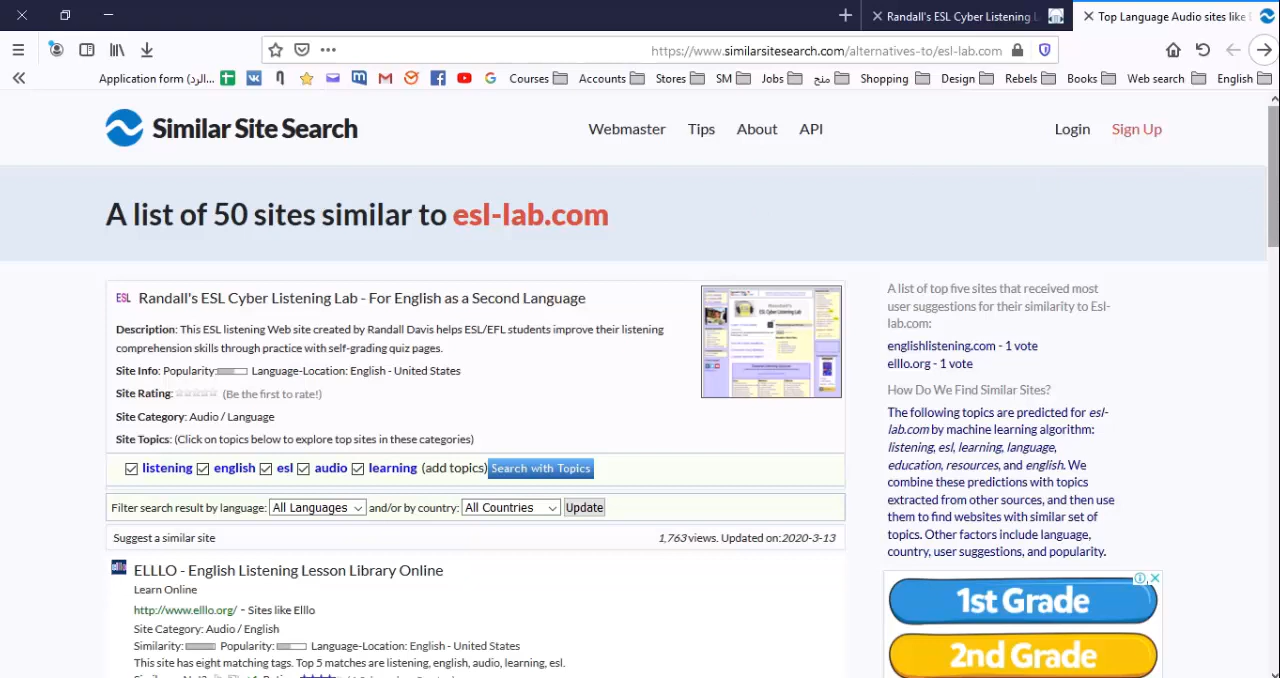 Randall's ESL Cyber Listening L
Top Language Audio sites like
https://www.similarsitesearch.com/alternatives-to/esl-lab.com
Application form (الرد...
Courses
Accounts
Stores
SM
Jobs
منح
Shopping
Design
Rebels
Books
Web search
English
Similar Site Search
Webmaster
Tips
About
API
Login
Sign Up
A list of 50 sites similar to esl-lab.com
ESL Randall's ESL Cyber Listening Lab - For English as a Second Language
Description: This ESL listening Web site created by Randall Davis helps ESL/EFL students improve their listening
comprehension skills through practice with self-grading quiz pages.
Site Info: Popularity: Language-Location: English - United States
Site Rating: (Be the first to rate!)
Site Category: Audio / Language
Site Topics: (Click on topics below to explore top sites in these categories)
listening english esl audio learning (add topics) Search with Topics
Filter search result by language: All Languages and/or by country: All Countries Update
Suggest a similar site
1,763 views. Updated on:2020-3-13
ELLLO - English Listening Lesson Library Online
Learn Online
http://www.elllo.org/ - Sites like Elllo
Site Category: Audio / English
Similarity: Popularity: Language-Location: English - United States
This site has eight matching tags. Top 5 matches are listening, english, audio, learning, esl.
A list of top five sites that received most
user suggestions for their similarity to Esl-
lab.com:
englishlistening.com - 1 vote
elllo.org - 1 vote
How Do We Find Similar Sites?
The following topics are predicted for esl-
lab.com by machine learning algorithm:
listening, esl, learning, language,
education, resources, and english. We
combine these predictions with topics
extracted from other sources, and then use
them to find websites with similar set of
topics. Other factors include language,
country, user suggestions, and popularity.
1st Grade
2nd Grade